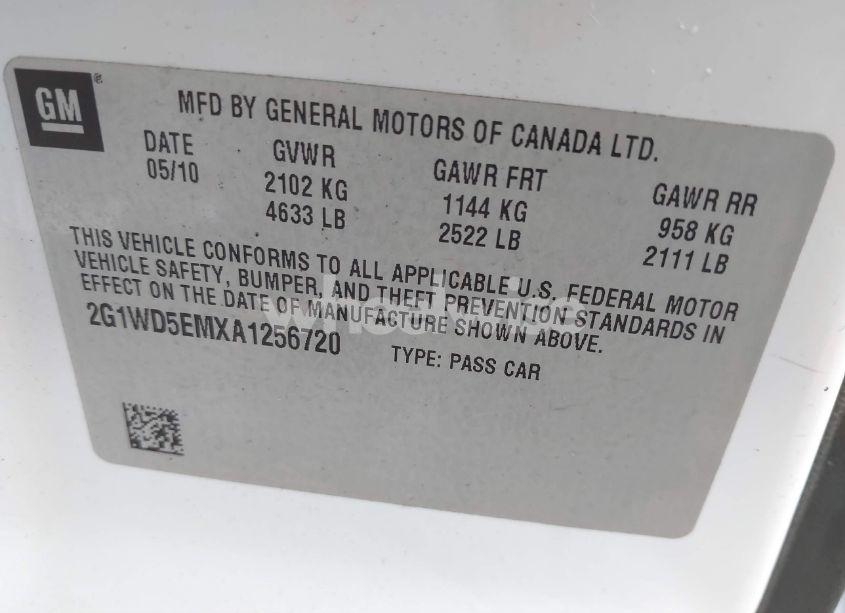 GM®
MFD BY GENERAL MOTORS OF CANADA LTD.
DATE GVWR GAWR FRT GAWR RR
05/10 2102 KG 1144 KG 958 KG
4633 LB 2522 LB 2111 LB
THIS VEHICLE CONFORMS TO ALL APPLICABLE U.S. FEDERAL MOTOR
VEHICLE SAFETY, BUMPER, AND THEFT PREVENTION STANDARDS IN
EFFECT ON THE DATE OF MANUFACTURE SHOWN ABOVE.
2G1WD5EMXA1256720 TYPE: PASS CAR